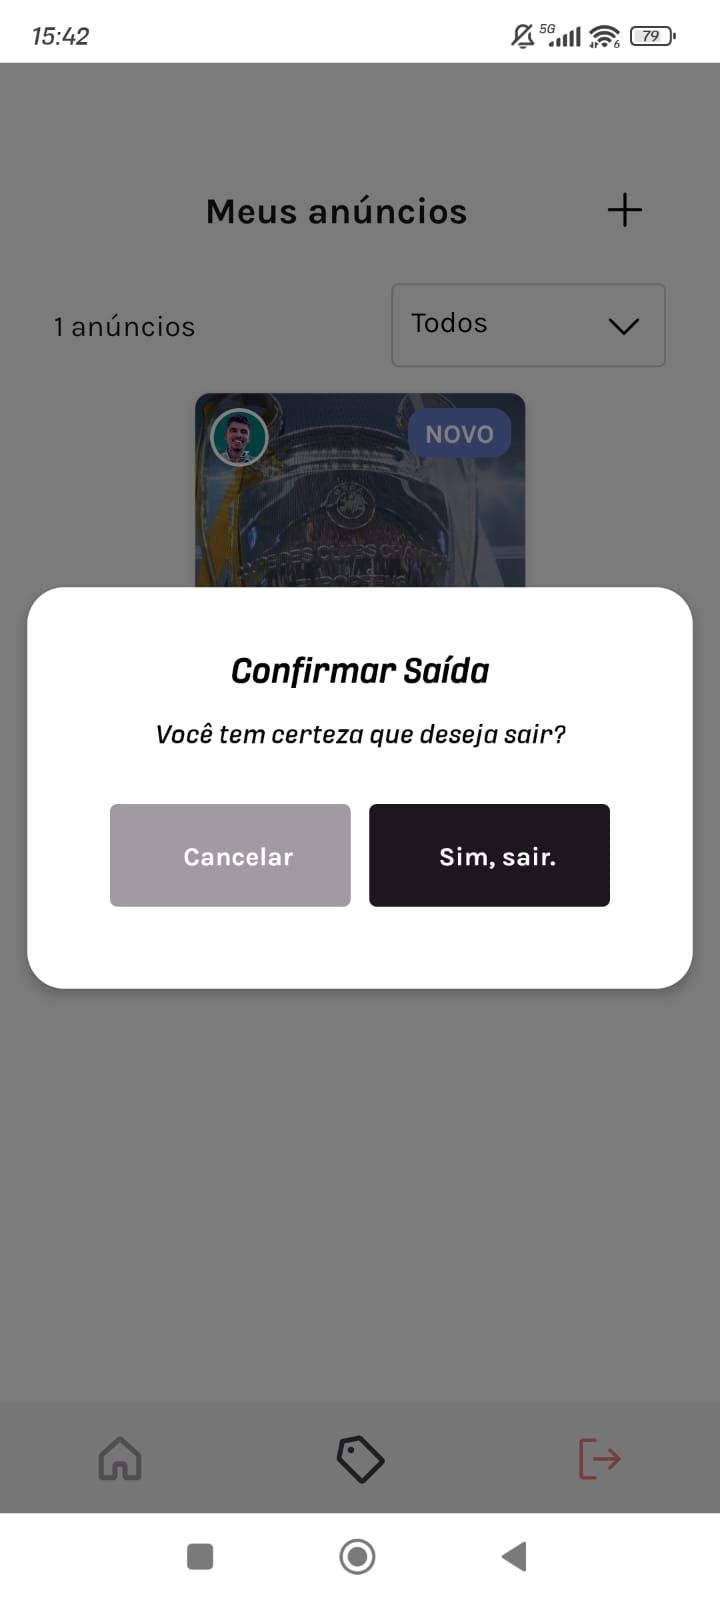 15:42
5G
6
79
Meus anúncios
1 anúncios
Todos
NOVO
Confirmar Saída
Você tem certeza que deseja sair?
Cancelar
Sim, sair.